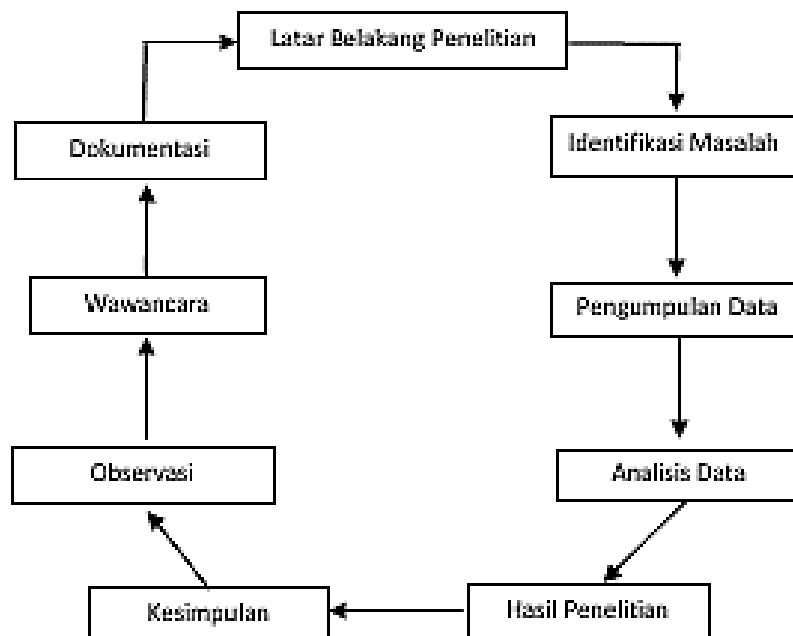 Latar Belakang Penelitian
Identifikasi Masalah
Pengumpulan Data
Analisis Data
Hasil Penelitian
Kesimpulan
Observasi
Wawancara
Dokumentasi